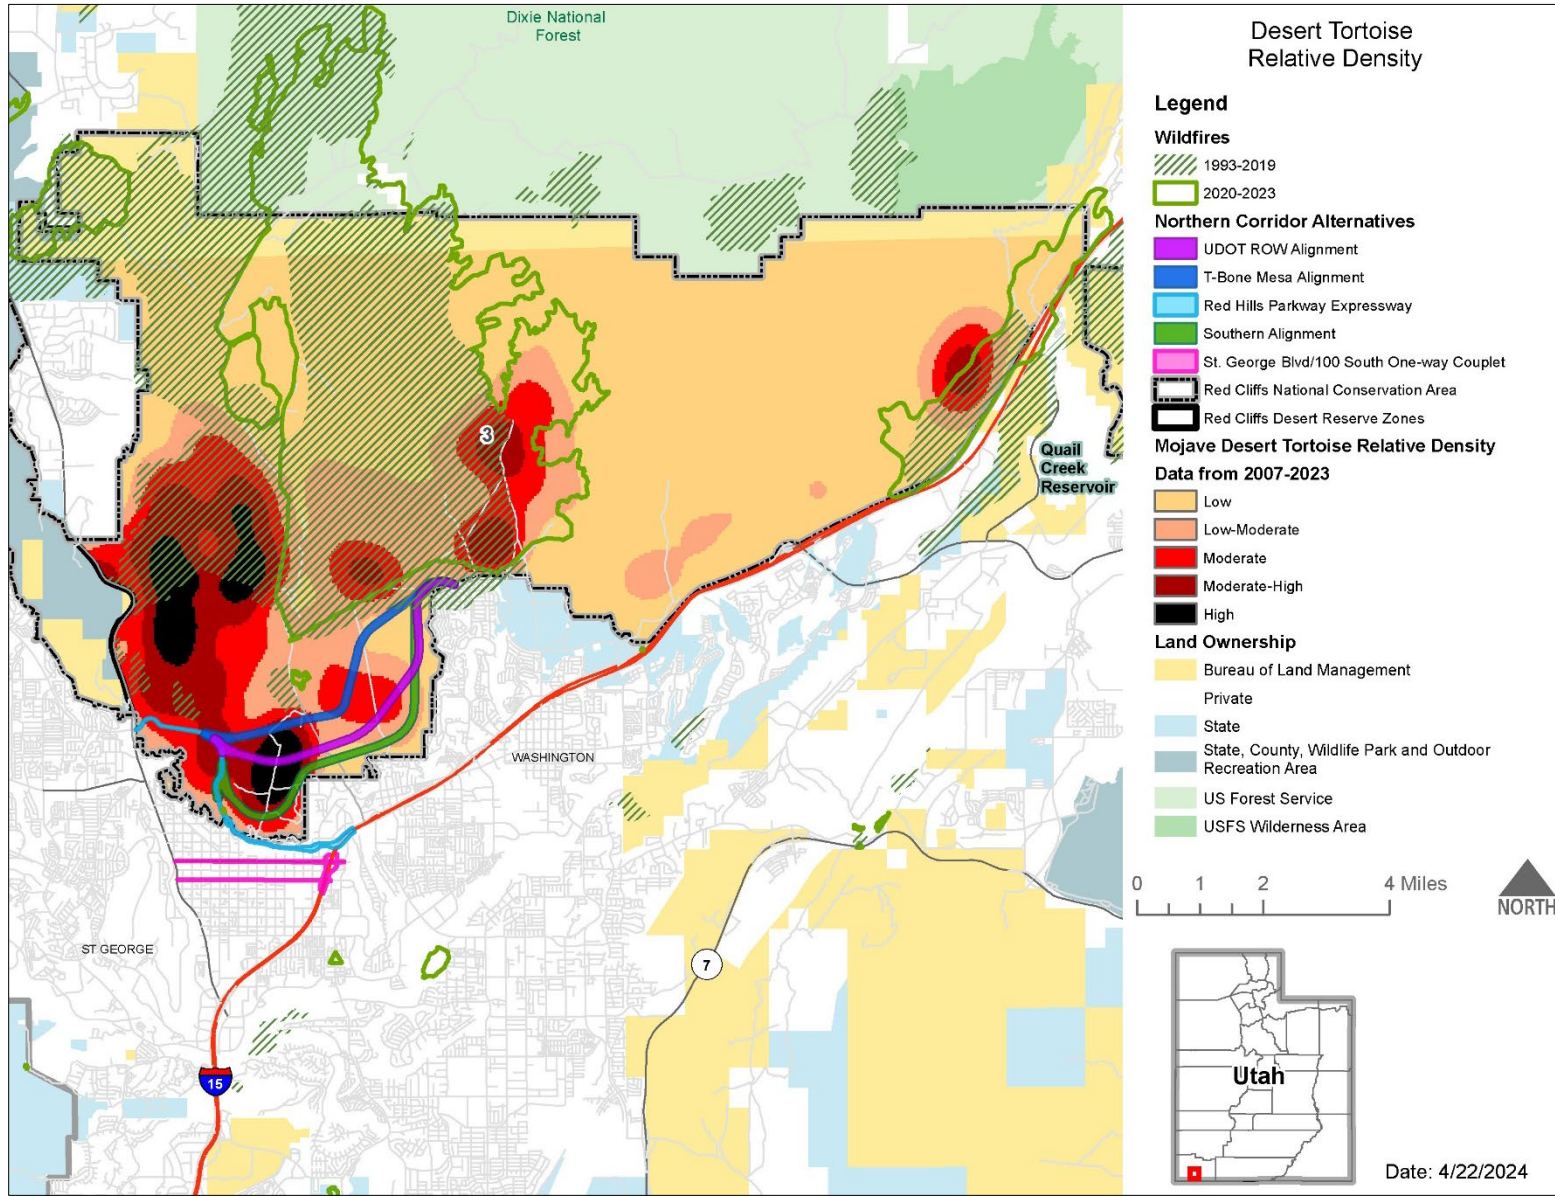 Dixie National
Forest
3
Quail
Creek
Reservoir
WASHINGTON
ST GEORGE
7
15
Desert Tortoise
Relative Density
Legend
Wildfires
1993-2019
2020-2023
Northern Corridor Alternatives
UDOT ROW Alignment
T-Bone Mesa Alignment
Red Hills Parkway Expressway
Southern Alignment
St. George Blvd/100 South One-way Couplet
Red Cliffs National Conservation Area
Red Cliffs Desert Reserve Zones
Mojave Desert Tortoise Relative Density
Data from 2007-2023
Low
Low-Moderate
Moderate
Moderate-High
High
Land Ownership
Bureau of Land Management
Private
State
State, County, Wildlife Park and Outdoor
Recreation Area
US Forest Service
USFS Wilderness Area
0 1 2 4 Miles
NORTH
Utah
Date: 4/22/2024